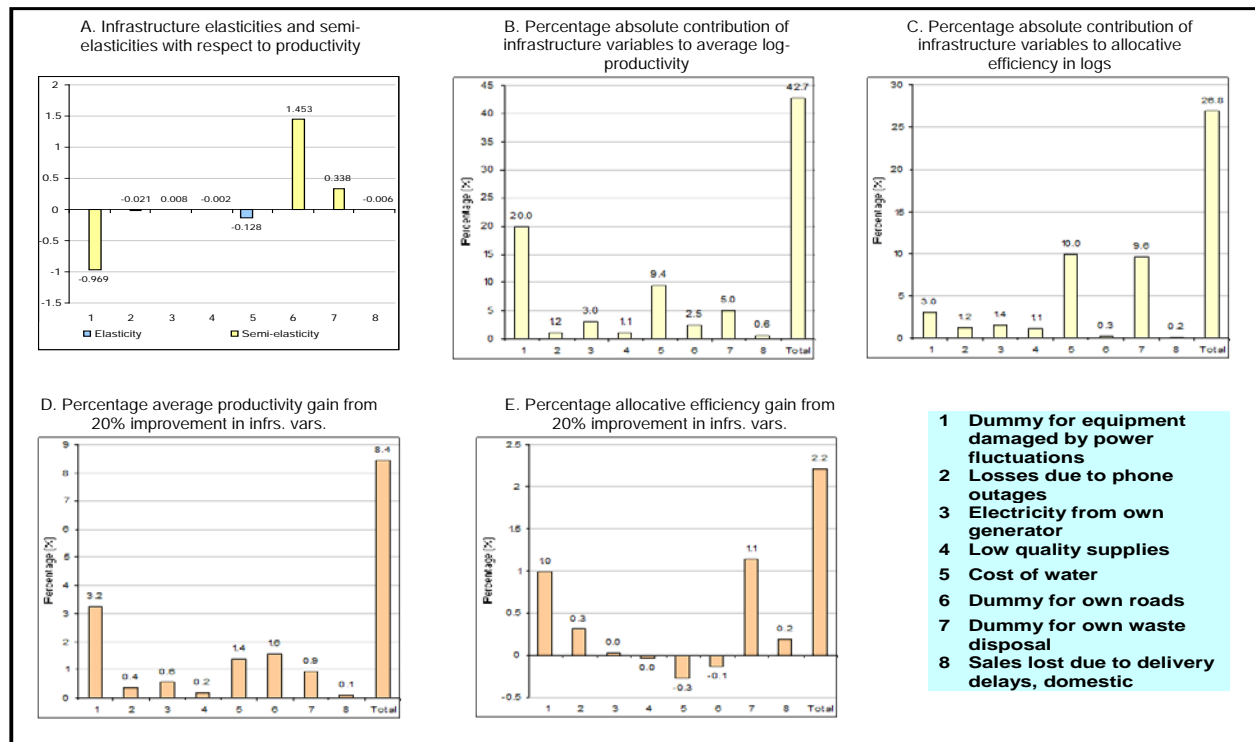 A. Infrastructure elasticities and semi-
elasticities with respect to productivity
2
1.5
1
0.5
0
-0.5
-1
-1.5
-0.969
-0.021
0.008
-0.002
-0.128
1.453
0.338
-0.006
1 2 3 4 5 6 7 8
Elasticity Semi-elasticity
B. Percentage absolute contribution of
infrastructure variables to average log-
productivity
Percentage [%]
45
40
35
30
25
20
15
10
5
0
20.0
1.2
3.0
1.1
9.4
2.5
5.0
0.6
42.7
1 2 3 4 5 6 7 8 Total
C. Percentage absolute contribution of
infrastructure variables to allocative
efficiency in logs
Percentage [%]
30
25
20
15
10
5
0
3.0
1.2
1.4
1.1
10.0
0.3
9.6
0.2
26.8
1 2 3 4 5 6 7 8 Total
D. Percentage average productivity gain from
20% improvement in infrs. vars.
Percentage [%]
9
8
7
6
5
4
3
2
1
0
3.2
0.4
0.6
0.2
1.4
1.6
0.9
0.1
8.4
1 2 3 4 5 6 7 8 Total
E. Percentage allocative efficiency gain from
20% improvement in infrs. vars.
Percentage [%]
2.5
2
1.5
1
0.5
0
-0.5
1.0
0.3
0.0
0.0
-0.3
-0.1
1.1
0.2
2.2
1 2 3 4 5 6 7 8 Total
1 Dummy for equipment
damaged by power
fluctuations
2 Losses due to phone
outages
3 Electricity from own
generator
4 Low quality supplies
5 Cost of water
6 Dummy for own roads
7 Dummy for own waste
disposal
8 Sales lost due to delivery
delays, domestic